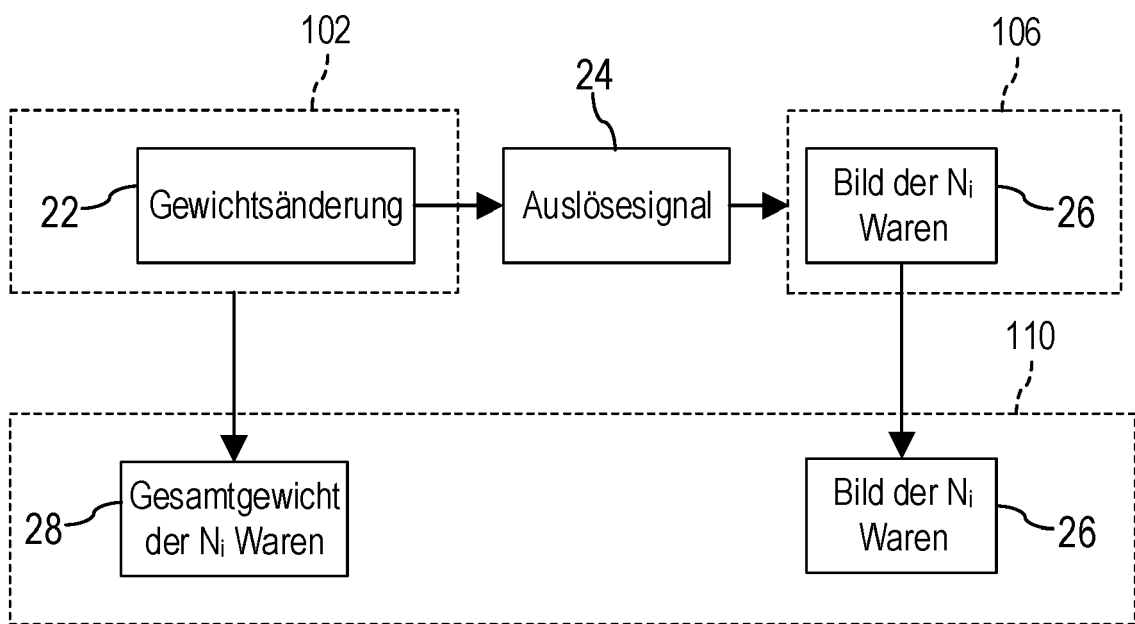 102
106
24
22
Gewichtsänderung
Auslösesignal
Bild der Nᵢ
Waren
26
110
28
Gesamtgewicht
der Nᵢ Waren
Bild der Nᵢ
Waren
26